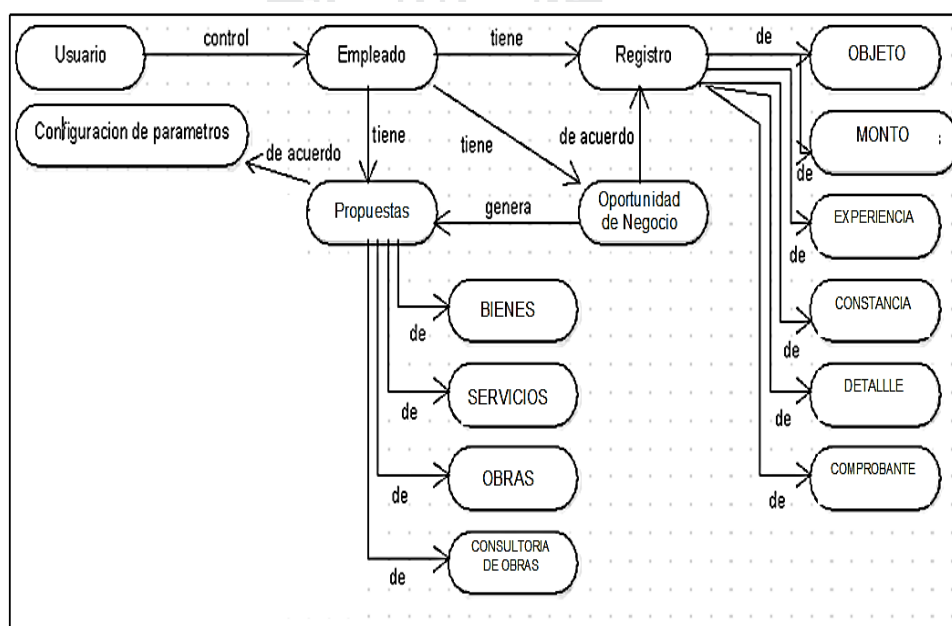 Usuario
control
Empleado
tiene
Registro
de
OBJETO
Configuracion de parametros
de acuerdo
tiene
tiene
de acuerdo
MONTO
de
Propuestas
genera
Oportunidad
de Negocio
EXPERIENCIA
de
BIENES
de
CONSTANCIA
de
SERVICIOS
de
DETALLLE
de
OBRAS
de
COMPROBANTE
de
CONSULTORIA
DE OBRAS
de